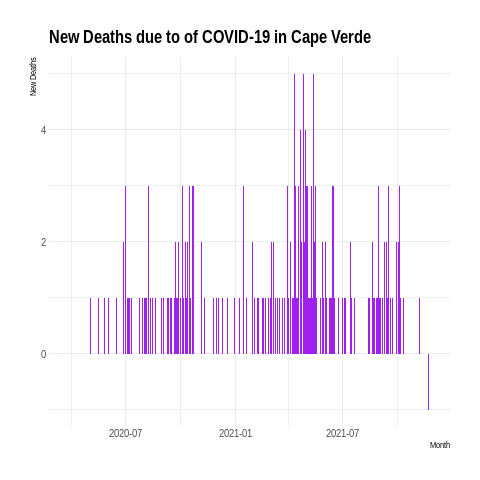 New Deaths due to of COVID-19 in Cape Verde
New Deaths
4
2
0
2020-07
2021-01
2021-07
Month